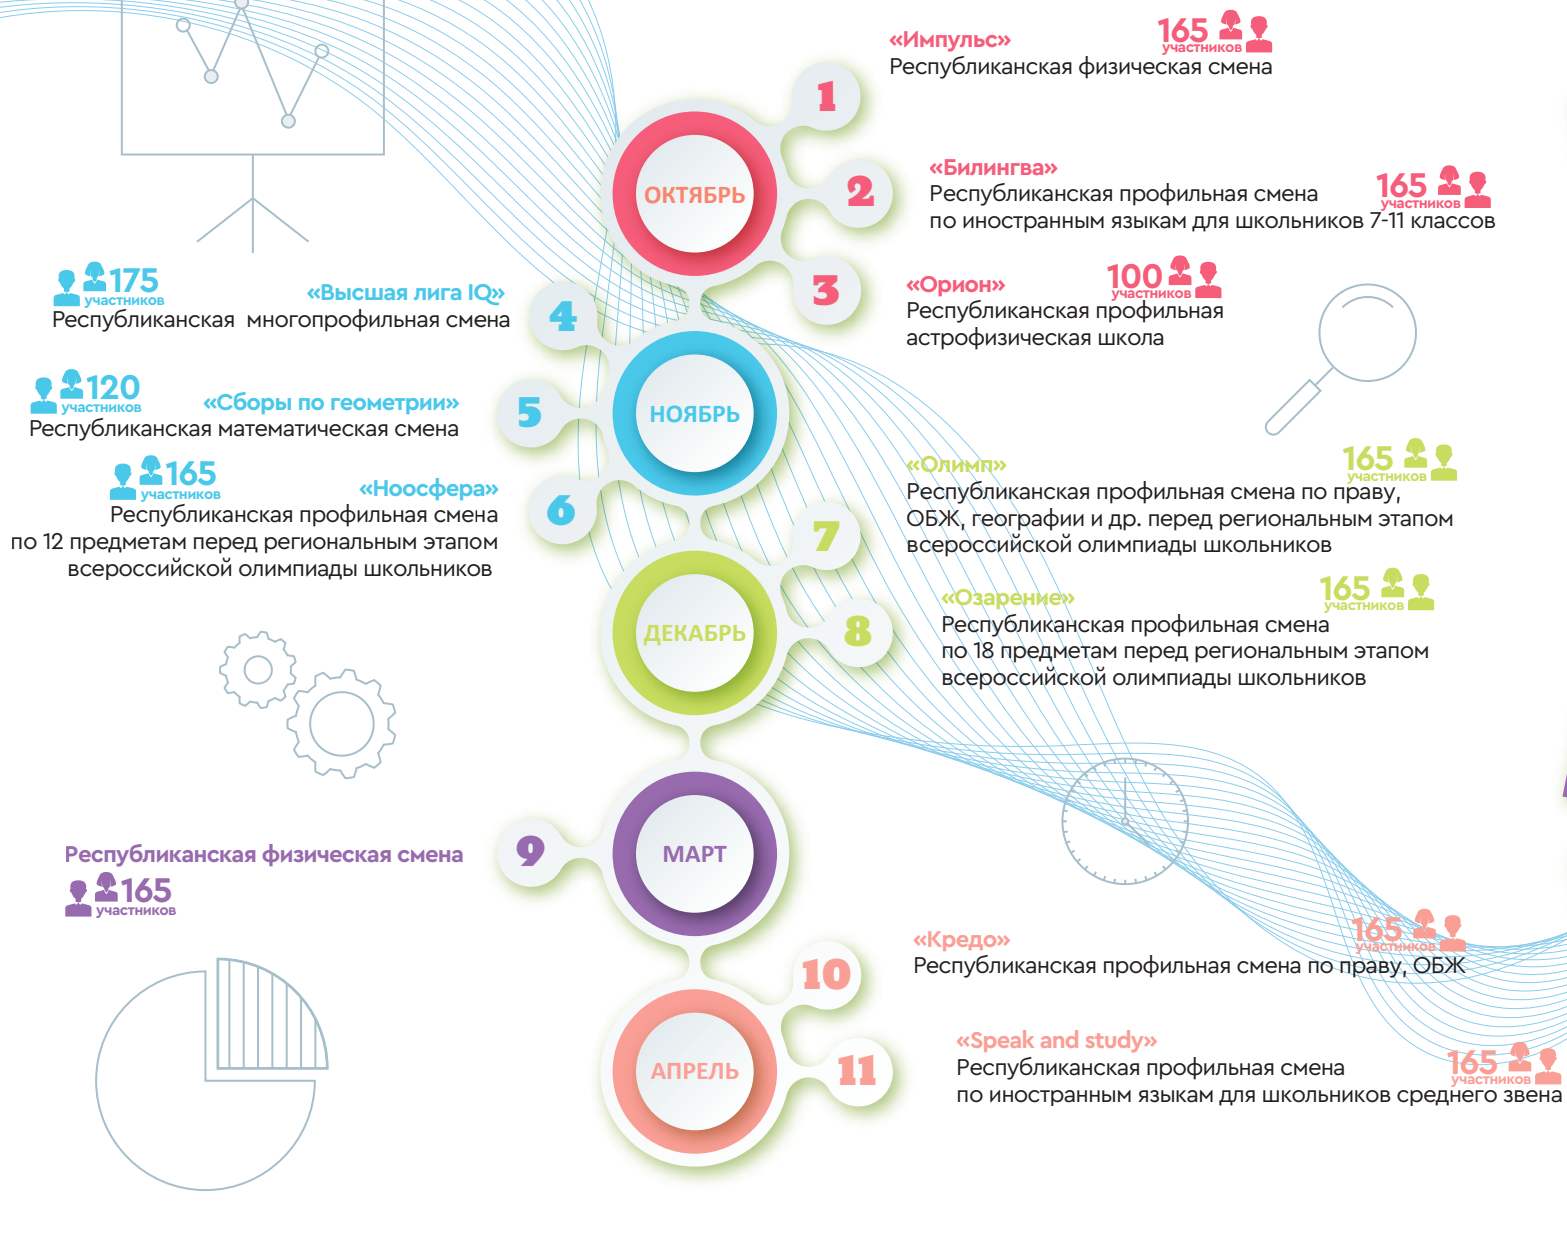 ОКТЯБРЬ
1
«Импульс»
165
участников
Республиканская физическая смена
2
«Билингва»
165
участников
Республиканская профильная смена
по иностранным языкам для школьников 7-11 классов
3
«Орион»
100
участников
Республиканская профильная
астрофизическая школа
НОЯБРЬ
4
175
участников
«Высшая лига IQ»
Республиканская многопрофильная смена
5
120
участников
«Сборы по геометрии»
Республиканская математическая смена
6
165
участников
«Ноосфера»
Республиканская профильная смена
по 12 предметам перед региональным этапом
всероссийской олимпиады школьников
ДЕКАБРЬ
7
«Олимп»
165
участников
Республиканская профильная смена по праву,
ОБЖ, географии и др. перед региональным этапом
всероссийской олимпиады школьников
8
«Озарение»
165
участников
Республиканская профильная смена
по 18 предметам перед региональным этапом
всероссийской олимпиады школьников
МАРТ
9
Республиканская физическая смена
165
участников
АПРЕЛЬ
10
«Кредо»
165
участников
Республиканская профильная смена по праву, ОБЖ
11
«Speak and study»
165
участников
Республиканская профильная смена
по иностранным языкам для школьников среднего звена